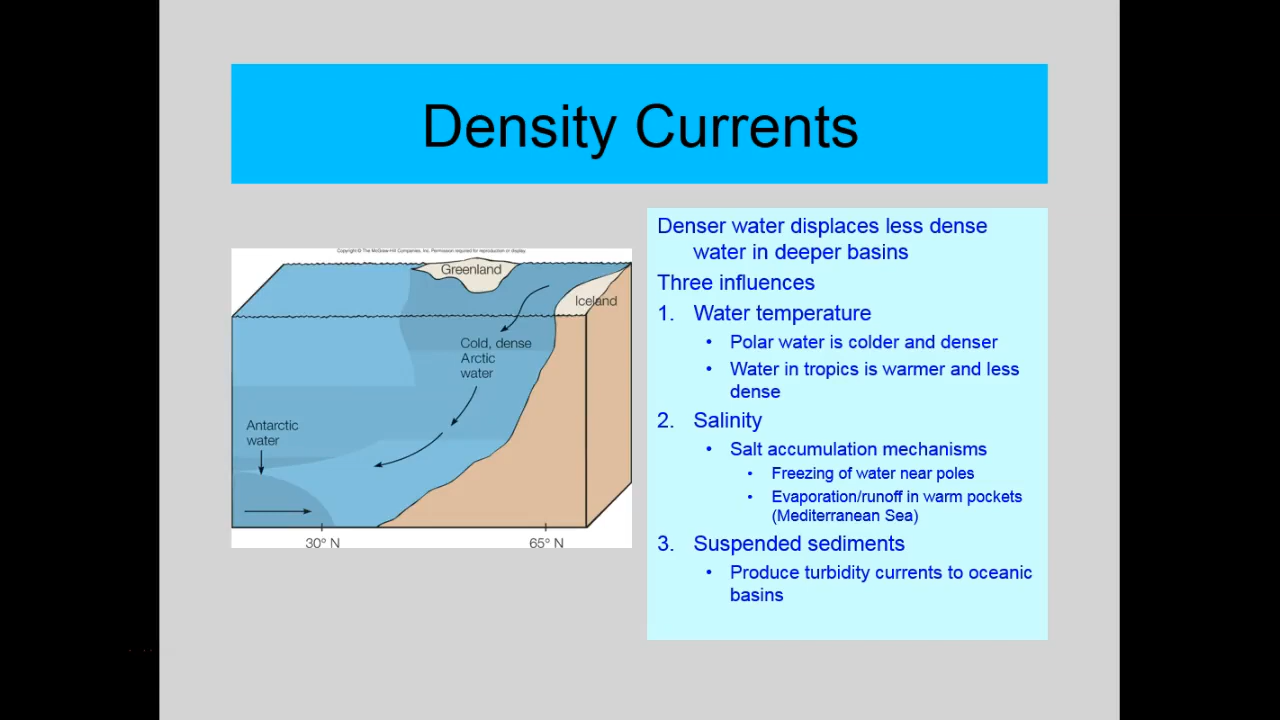 Density Currents
Copyright © The McGraw-Hill Companies, Inc. Permission required for reproduction or display.
Greenland
Iceland
Cold, dense
Arctic
water
Antarctic
water
30° N
65° N
Denser water displaces less dense
water in deeper basins
Three influences
1. Water temperature
• Polar water is colder and denser
• Water in tropics is warmer and less
dense
2. Salinity
• Salt accumulation mechanisms
• Freezing of water near poles
• Evaporation/runoff in warm pockets
(Mediterranean Sea)
3. Suspended sediments
• Produce turbidity currents to oceanic
basins